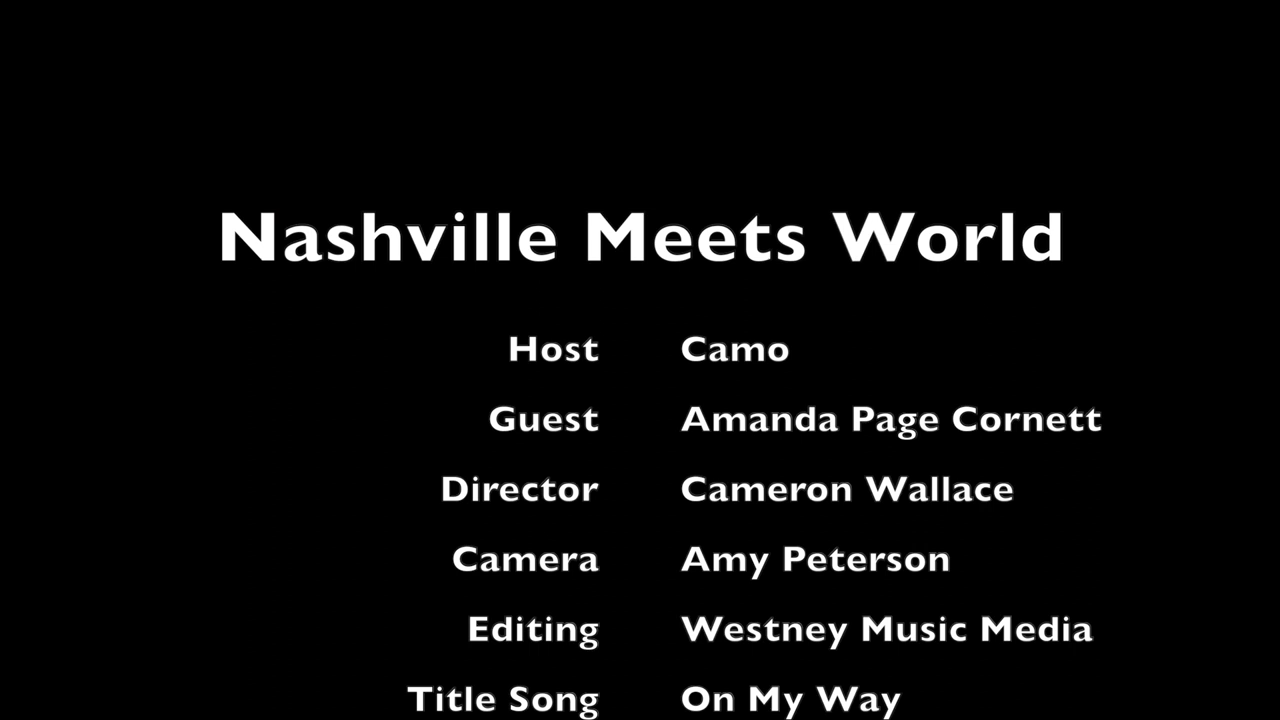 Nashville Meets World
Host Camo
Guest Amanda Page Cornett
Director Cameron Wallace
Camera Amy Peterson
Editing Westney Music Media
Title Song On My Way